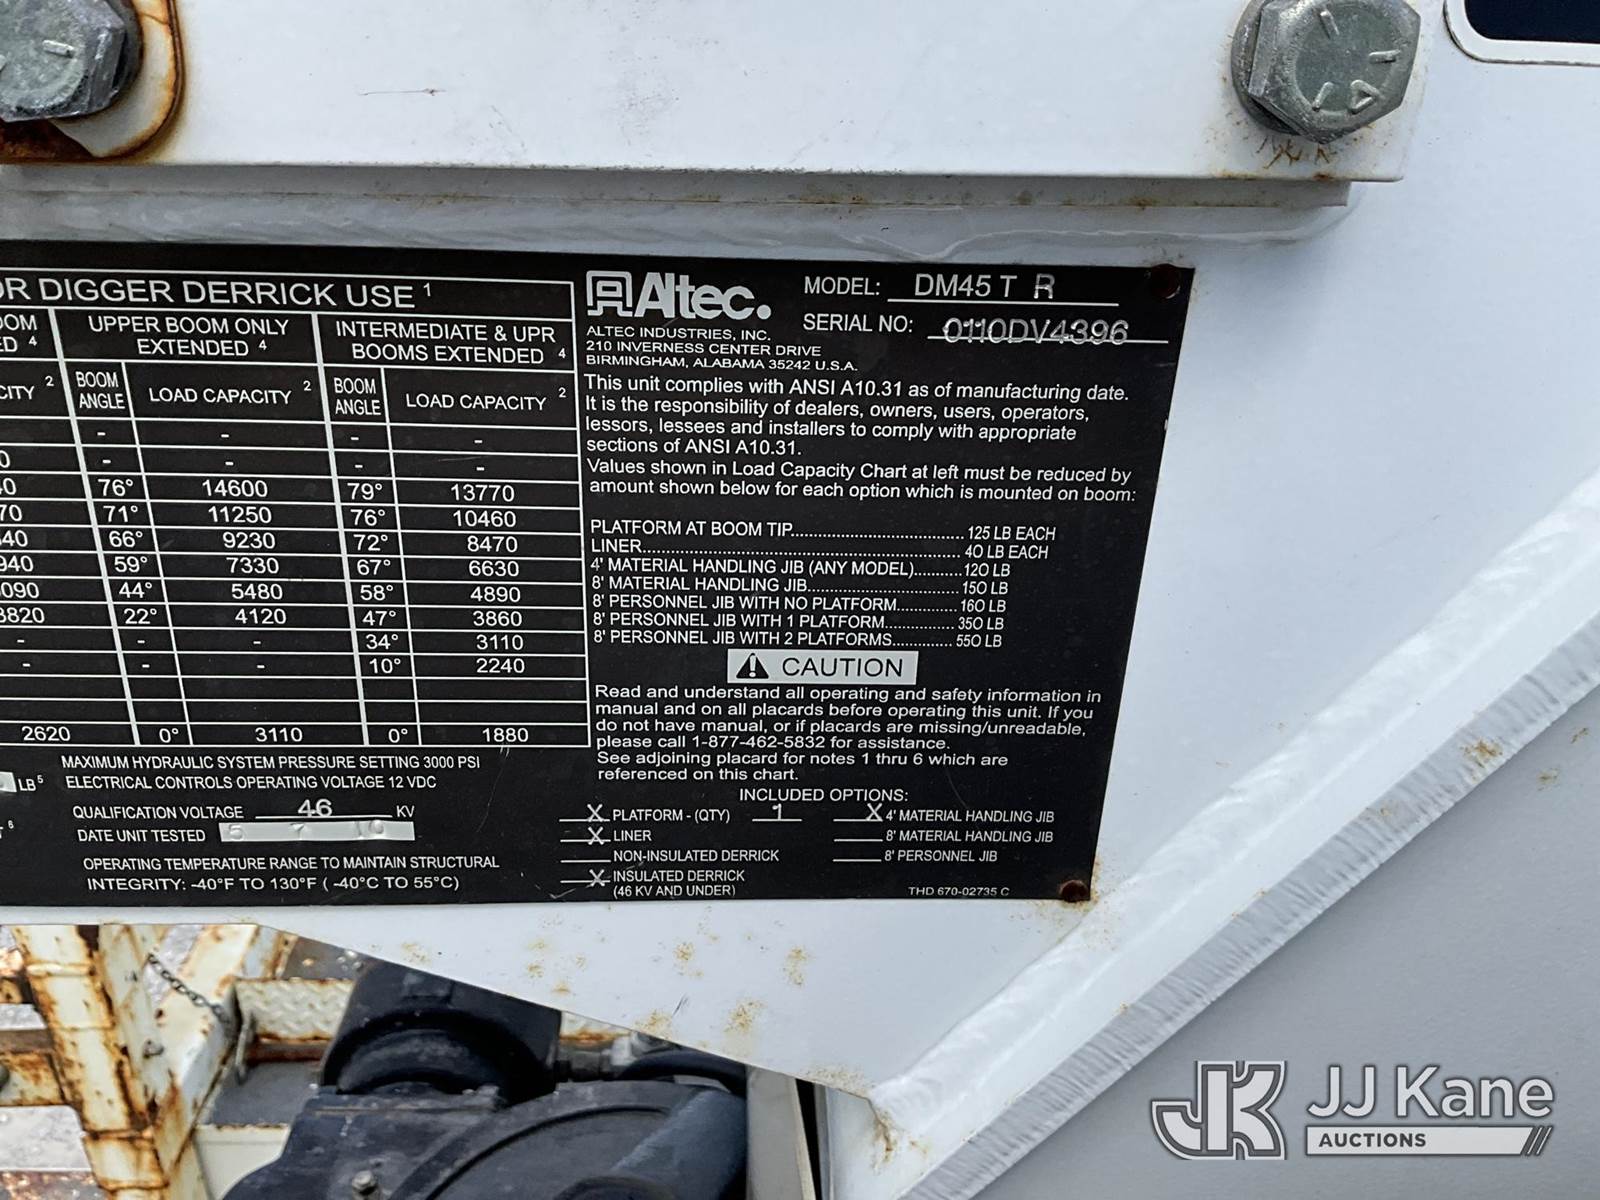 OR DIGGER DERRICK USE 1
UPPER BOOM ONLY EXTENDED 4
INTERMEDIATE & UPR BOOMS EXTENDED 4
BOOM ANGLE LOAD CAPACITY 2 BOOM ANGLE LOAD CAPACITY 2
- - - -
- - - -
76° 14600 79° 13770
71° 11250 76° 10460
66° 9230 72° 8470
940 59° 7330 67° 6630
090 44° 5480 58° 4890
3820 22° 4120 47° 3860
- - - 34° 3110
- - - 10° 2240
2620 0° 3110 0° 1880
MAXIMUM HYDRAULIC SYSTEM PRESSURE SETTING 3000 PSI
LB 5 ELECTRICAL CONTROLS OPERATING VOLTAGE 12 VDC
QUALIFICATION VOLTAGE 46 KV
DATE UNIT TESTED 5 7 10
OPERATING TEMPERATURE RANGE TO MAINTAIN STRUCTURAL
INTEGRITY: -40°F TO 130°F ( -40°C TO 55°C)
Altec.
ALTEC INDUSTRIES, INC.
210 INVERNESS CENTER DRIVE
BIRMINGHAM, ALABAMA 35242 U.S.A.
MODEL: DM45 T R
SERIAL NO: 0110DV4396
This unit complies with ANSI A10.31 as of manufacturing date.
It is the responsibility of dealers, owners, users, operators,
lessors, lessees and installers to comply with appropriate
sections of ANSI A10.31.
Values shown in Load Capacity Chart at left must be reduced by
amount shown below for each option which is mounted on boom:
PLATFORM AT BOOM TIP.....125 LB EACH
LINER.....40 LB EACH
4' MATERIAL HANDLING JIB (ANY MODEL).....120 LB
8' MATERIAL HANDLING JIB.....150 LB
8' PERSONNEL JIB WITH NO PLATFORM.....160 LB
8' PERSONNEL JIB WITH 1 PLATFORM.....350 LB
8' PERSONNEL JIB WITH 2 PLATFORMS.....550 LB
CAUTION
Read and understand all operating and safety information in
manual and on all placards before operating this unit. If you
do not have manual, or if placards are missing/unreadable,
please call 1-877-462-5832 for assistance.
See adjoining placard for notes 1 thru 6 which are
referenced on this chart.
INCLUDED OPTIONS:
X PLATFORM - (QTY) 1 X 4' MATERIAL HANDLING JIB
X LINER 8' MATERIAL HANDLING JIB
NON-INSULATED DERRICK 8' PERSONNEL JIB
X INSULATED DERRICK
(46 KV AND UNDER)
THD 670-02735 C
JK JJ Kane
AUCTIONS